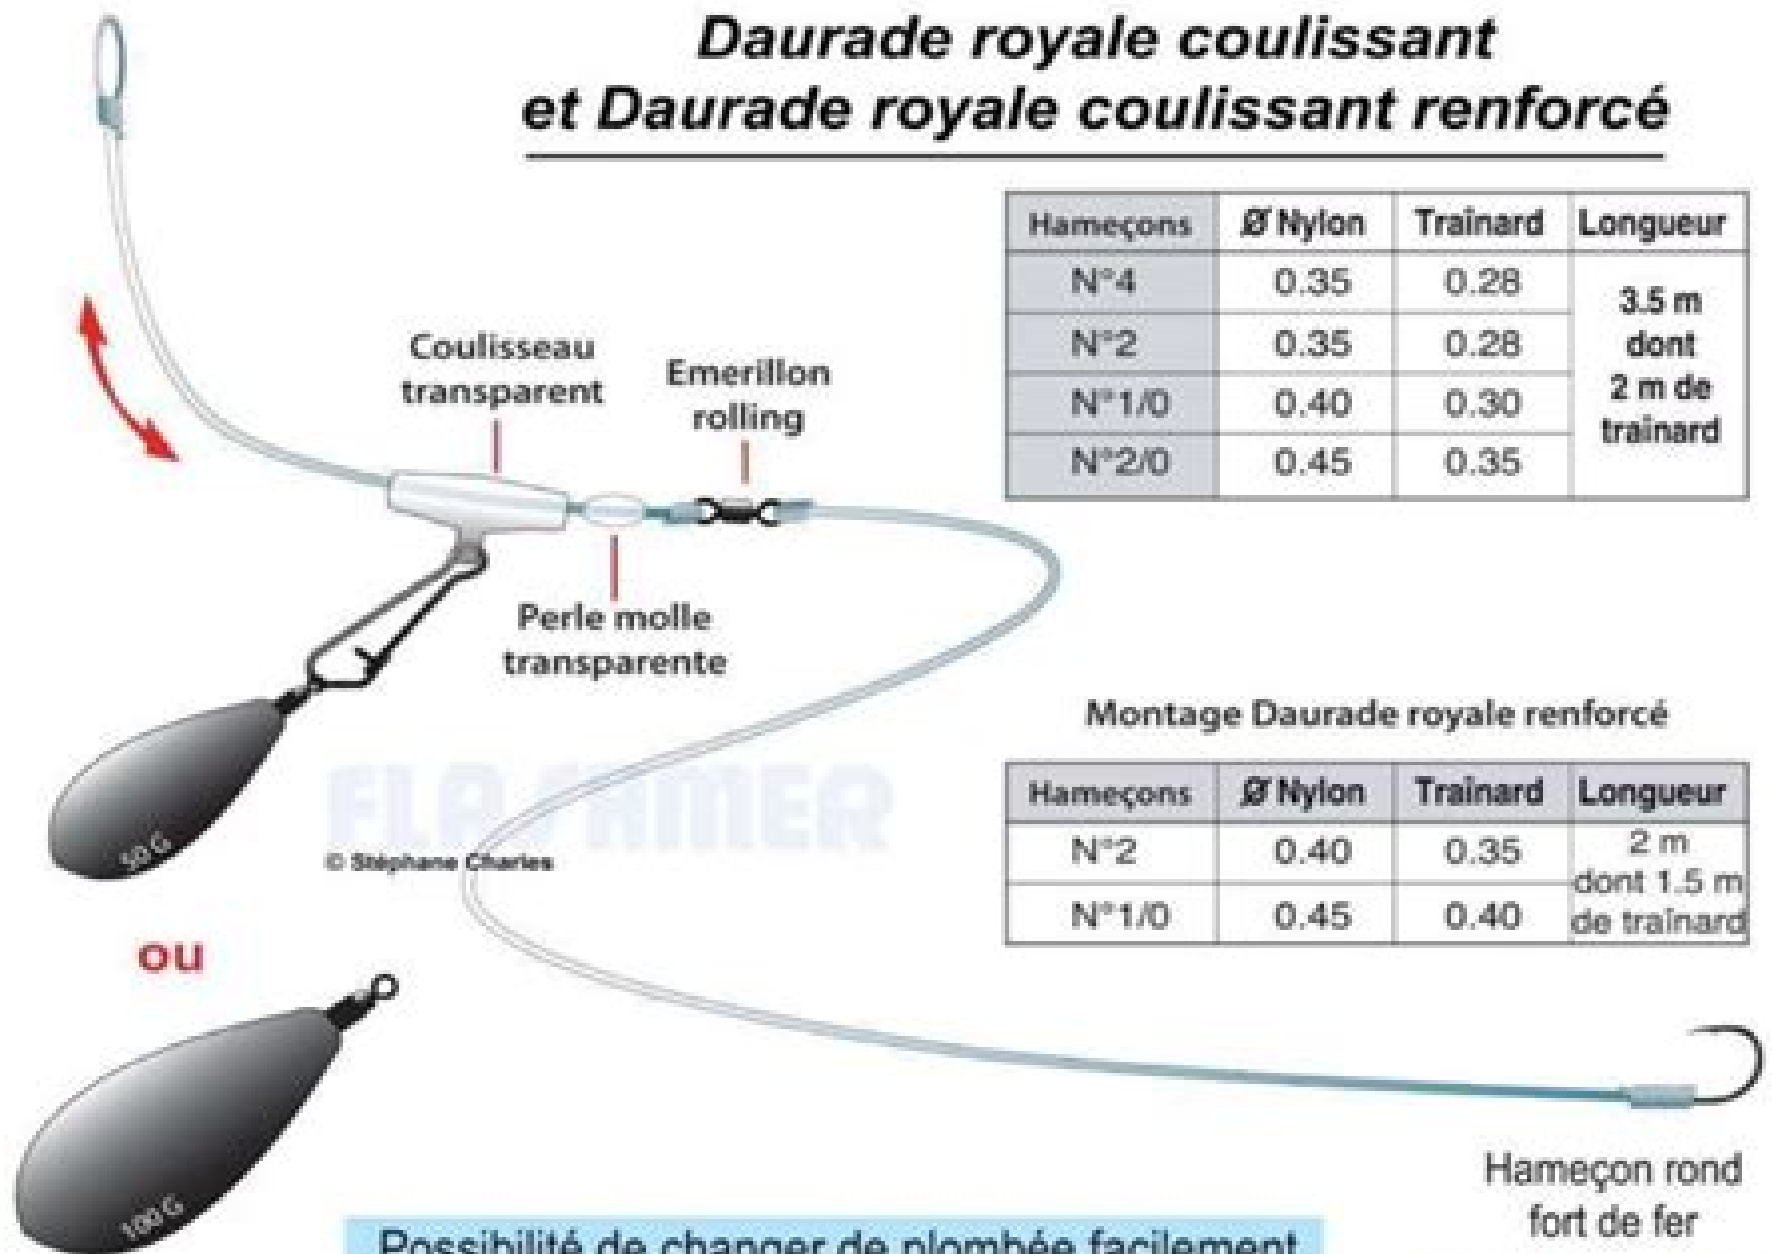 Daurade royale coulissant
et Daurade royale coulissant renforcé
Hameçons Ø Nylon Traînard Longueur
N°4 0.35 0.28
N°2 0.35 0.28
N°1/0 0.40 0.30
N°2/0 0.45 0.35
3.5 m
dont
2 m de
traînard
Coulisseau
transparent
Emerillon
rolling
Perle molle
transparente
50 G
ou
100 G
FLASHMER
© Stéphane Charles
Montage Daurade royale renforcé
Hameçons Ø Nylon Traînard Longueur
N°2 0.40 0.35
N°1/0 0.45 0.40
2 m
dont 1.5 m
de traînard
Hameçon rond
fort de fer
Possibilité de changer de plombée facilement